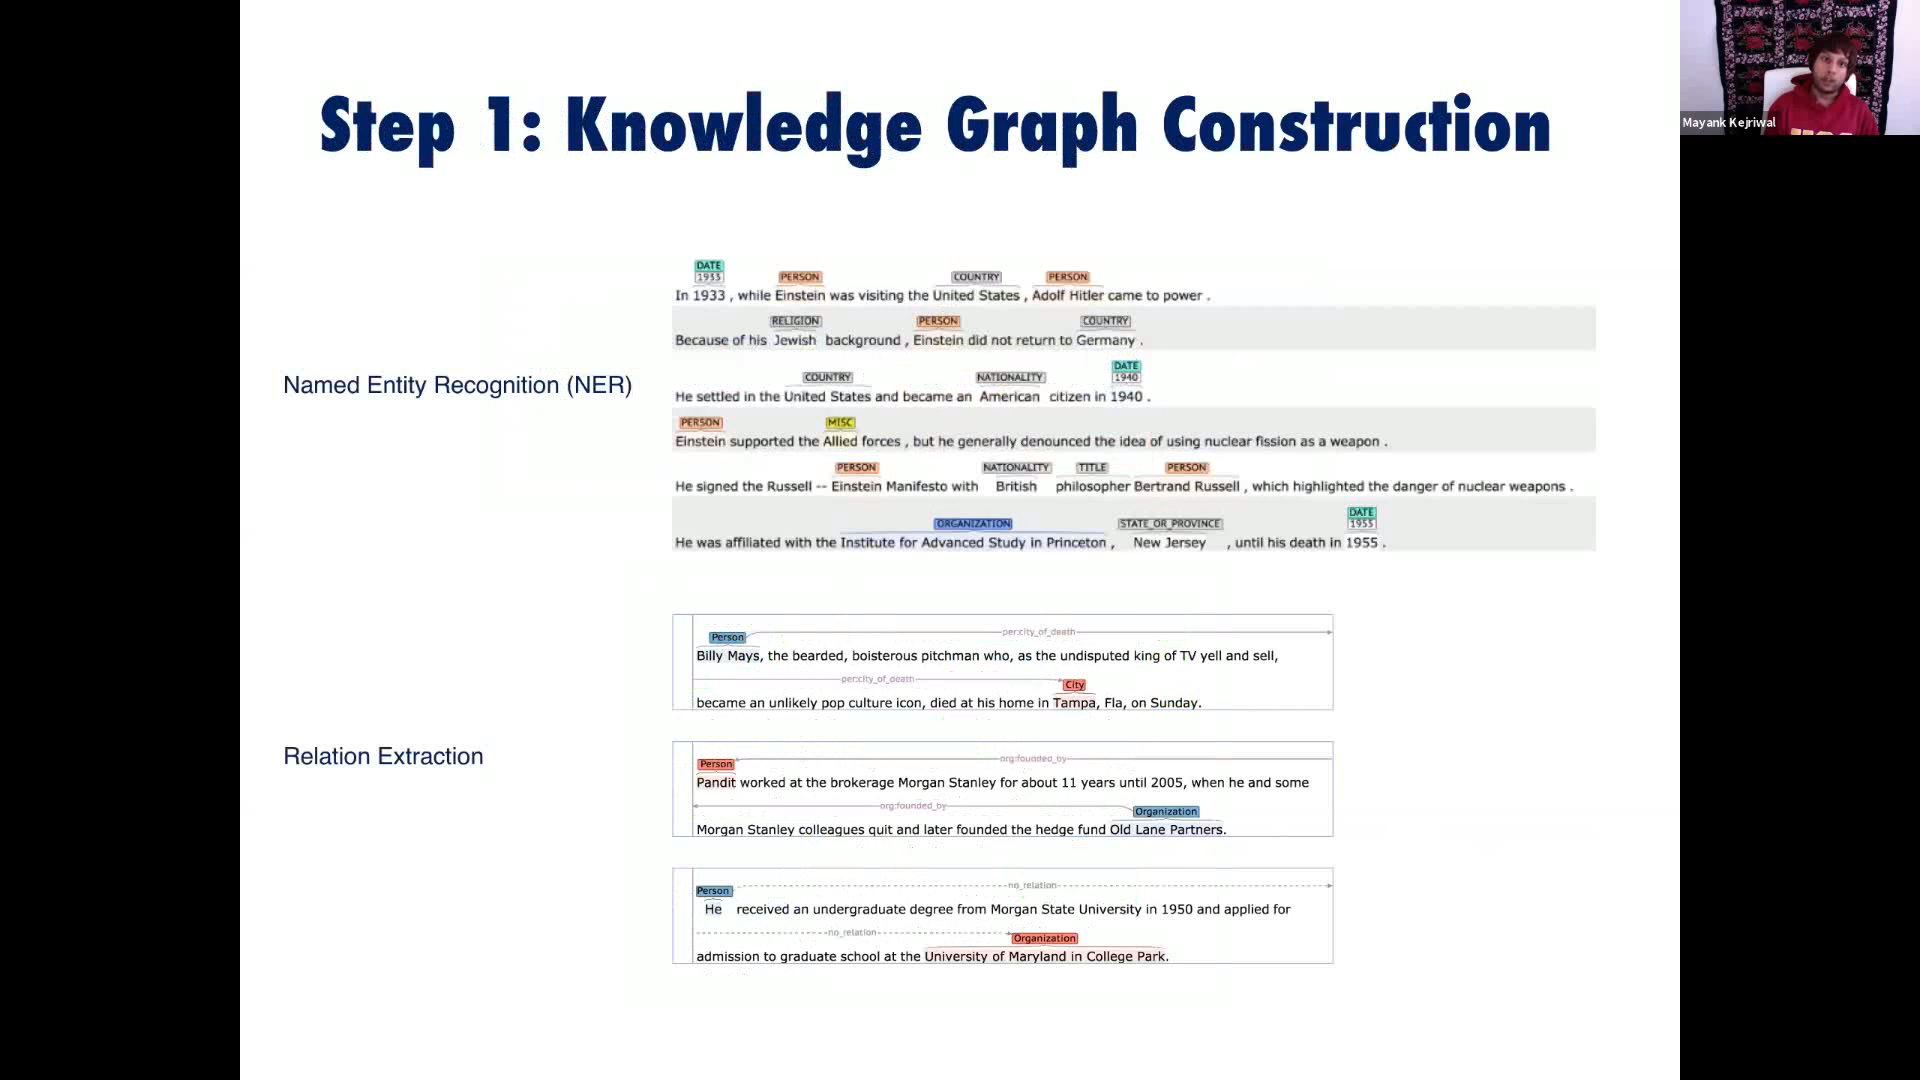 Step 1: Knowledge Graph Construction
Mayank Kejriwal
Named Entity Recognition (NER)
DATE
1933 PERSON COUNTRY PERSON
In 1933 , while Einstein was visiting the United States , Adolf Hitler came to power .
RELIGION PERSON COUNTRY
Because of his Jewish background , Einstein did not return to Germany .
DATE
COUNTRY NATIONALITY 1940
He settled in the United States and became an American citizen in 1940 .
PERSON MISC
Einstein supported the Allied forces , but he generally denounced the idea of using nuclear fission as a weapon .
PERSON NATIONALITY TITLE PERSON
He signed the Russell -- Einstein Manifesto with British philosopher Bertrand Russell , which highlighted the danger of nuclear weapons .
DATE
ORGANIZATION STATE_OR_PROVINCE 1955
He was affiliated with the Institute for Advanced Study in Princeton , New Jersey , until his death in 1955 .
Relation Extraction
Person per:city_of_death
Billy Mays, the bearded, boisterous pitchman who, as the undisputed king of TV yell and sell,
per:city_of_death City
became an unlikely pop culture icon, died at his home in Tampa, Fla, on Sunday.
Person org:founded_by
Pandit worked at the brokerage Morgan Stanley for about 11 years until 2005, when he and some
org:founded_by Organization
Morgan Stanley colleagues quit and later founded the hedge fund Old Lane Partners.
Person no_relation
He received an undergraduate degree from Morgan State University in 1950 and applied for
no_relation Organization
admission to graduate school at the University of Maryland in College Park.